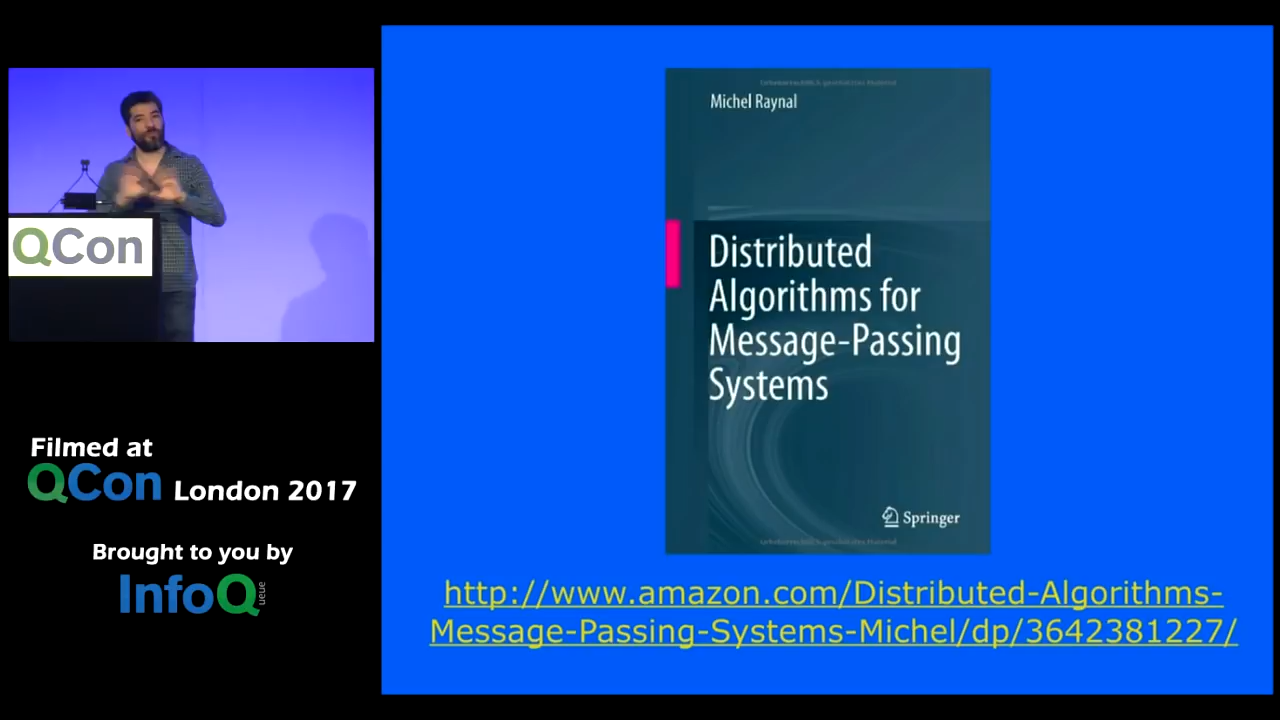 QCon
Filmed at
QCon London 2017
Brought to you by
InfoQ
ueue
Michel Raynal
Distributed
Algorithms for
Message-Passing
Systems
Springer
http://www.amazon.com/Distributed-Algorithms-
Message-Passing-Systems-Michel/dp/3642381227/